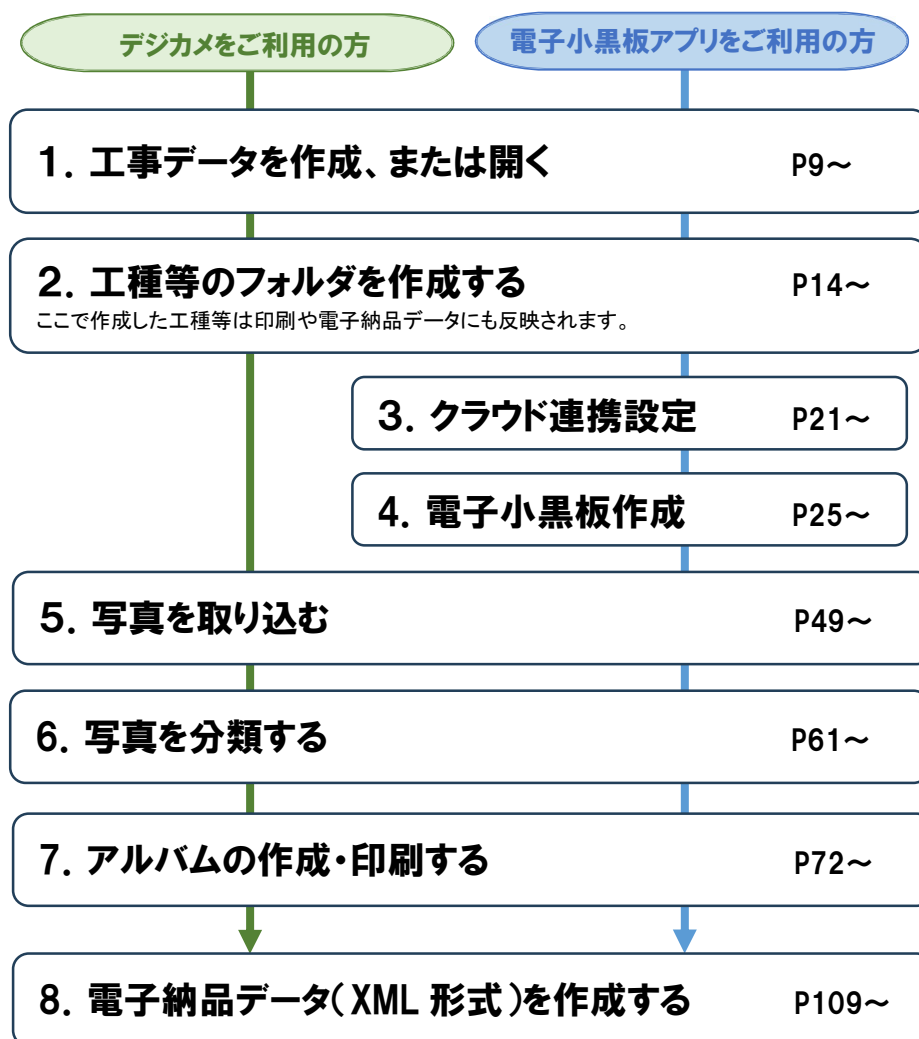 デジカメをご利用の方
電子小黒板アプリをご利用の方
1. 工事データを作成、または開く P9～
2. 工種等のフォルダを作成する P14～
ここで作成した工種等は印刷や電子納品データにも反映されます。
3. クラウド連携設定 P21～
4. 電子小黒板作成 P25～
5. 写真を取り込む P49～
6. 写真を分類する P61～
7. アルバムの作成・印刷する P72～
8. 電子納品データ(XML 形式)を作成する P109～